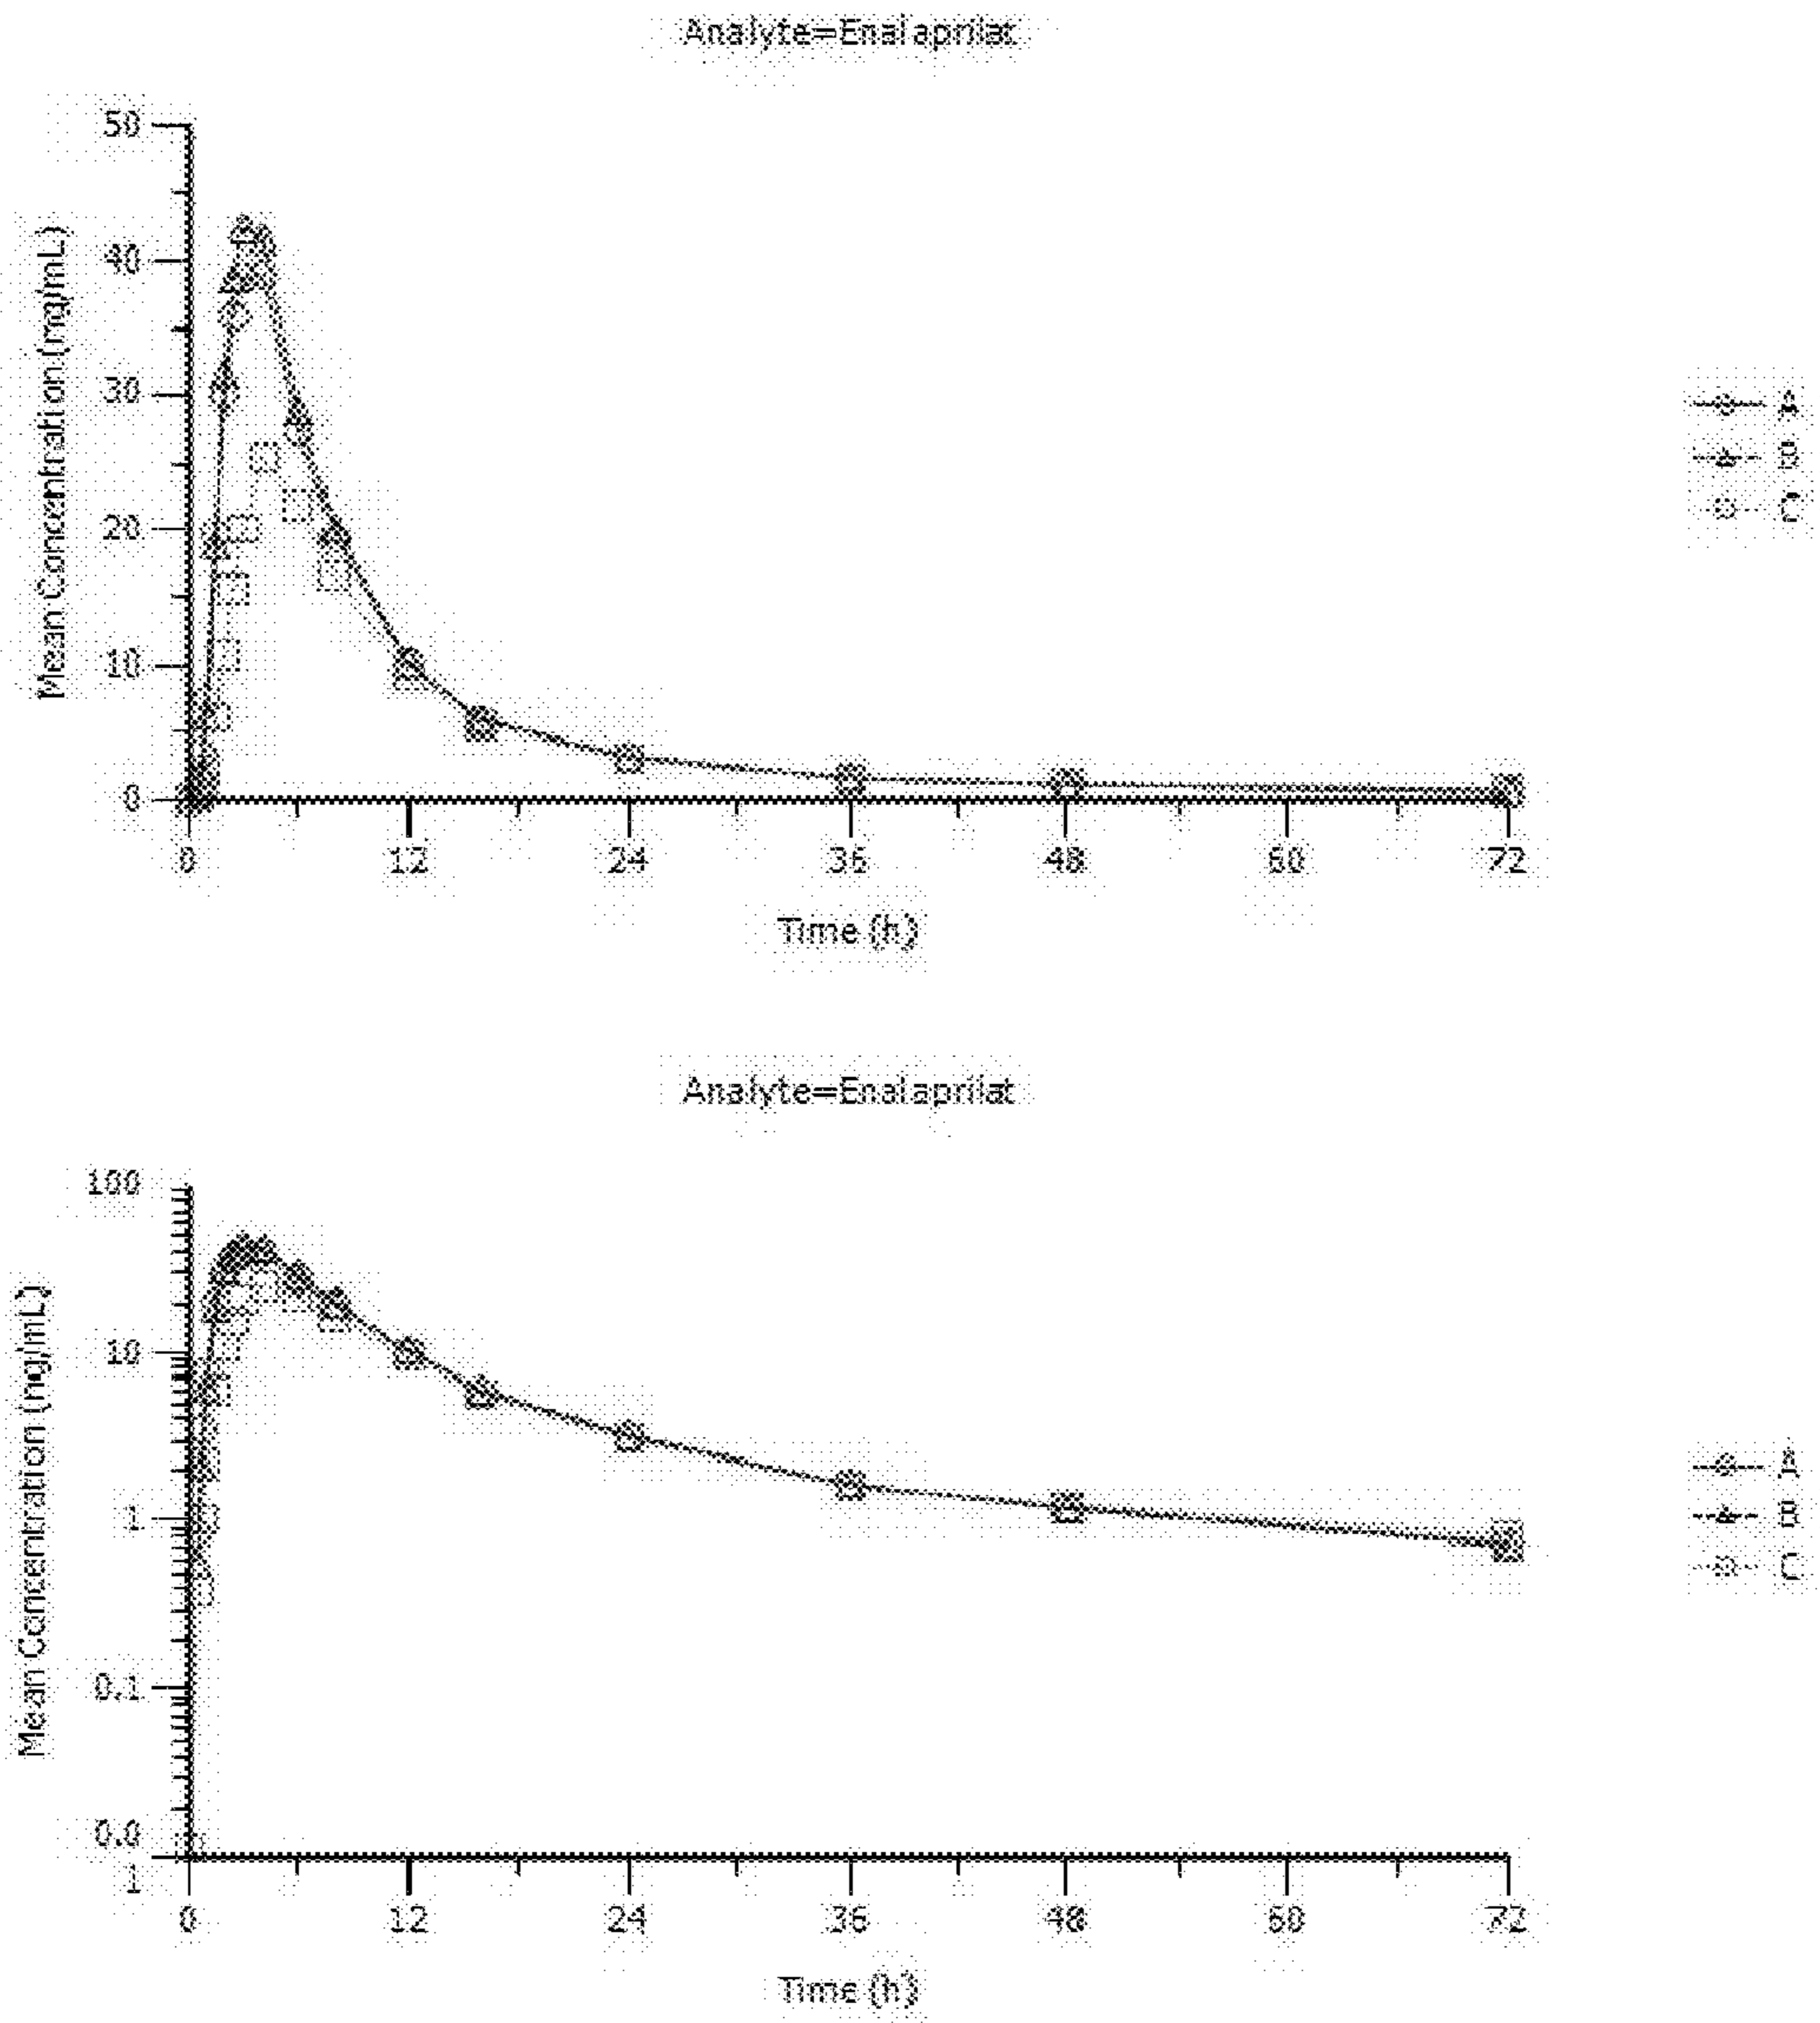 Analyte=Enalaprilat
50
40
30
20
10
0
Mean Concentration (ng/mL)
0 12 24 36 48 60 72
Time (h)
A
B
C
Analyte=Enalaprilat
100
10
1
0.1
0.0
1
Mean Concentration (ng/mL)
0 12 24 36 48 60 72
Time (h)
A
B
C